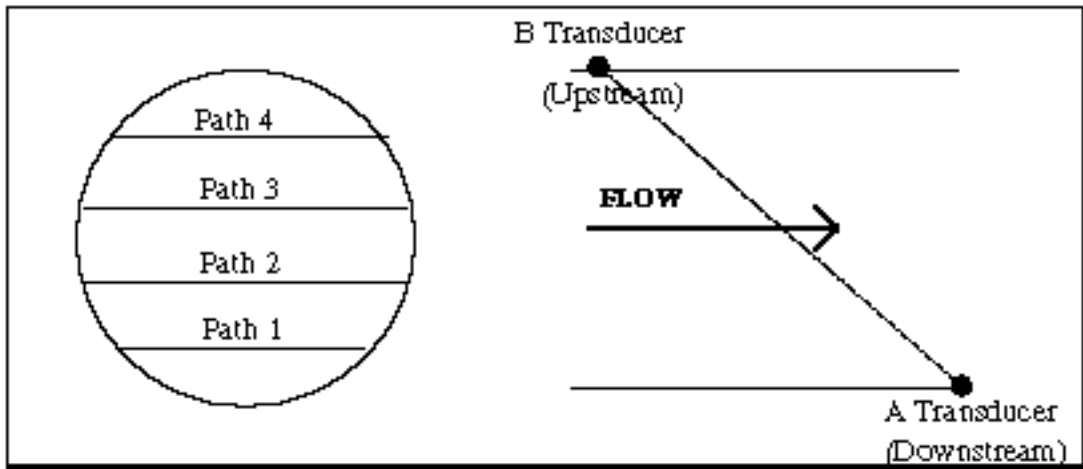 Path 4
Path 3
Path 2
Path 1
B Transducer
(Upstream)
FLOW
A Transducer
(Downstream)